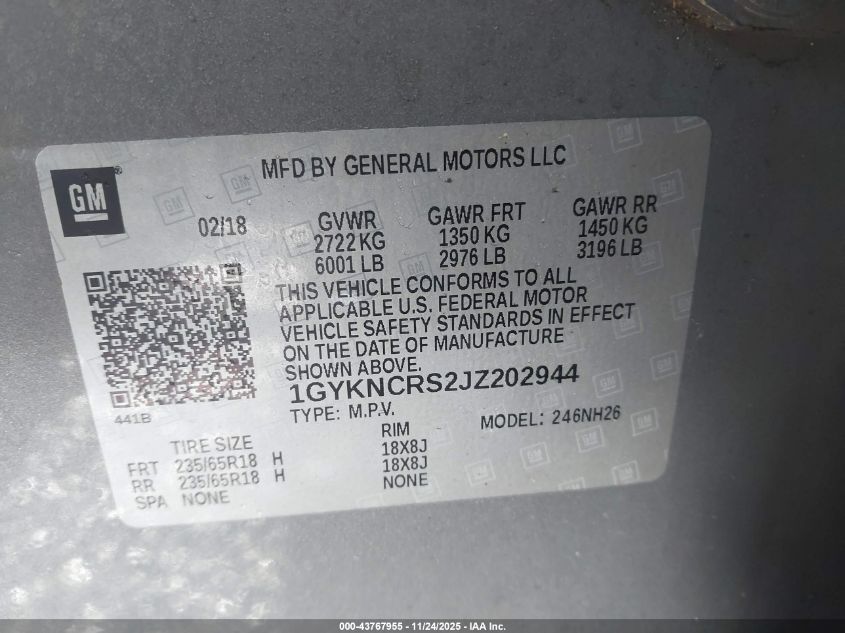 MFD BY GENERAL MOTORS LLC
GM
®
02/18
GVWR GAWR FRT GAWR RR
2722 KG 1350 KG 1450 KG
6001 LB 2976 LB 3196 LB
THIS VEHICLE CONFORMS TO ALL
APPLICABLE U.S. FEDERAL MOTOR
VEHICLE SAFETY STANDARDS IN EFFECT
ON THE DATE OF MANUFACTURE
SHOWN ABOVE.
1GYKNCRS2JZ202944
441B
TYPE: M.P.V. MODEL: 246NH26
TIRE SIZE RIM
FRT 235/65R18 H 18X8J
RR 235/65R18 H 18X8J
SPA NONE NONE
000-43767955 - 11/24/2025 - IAA Inc.